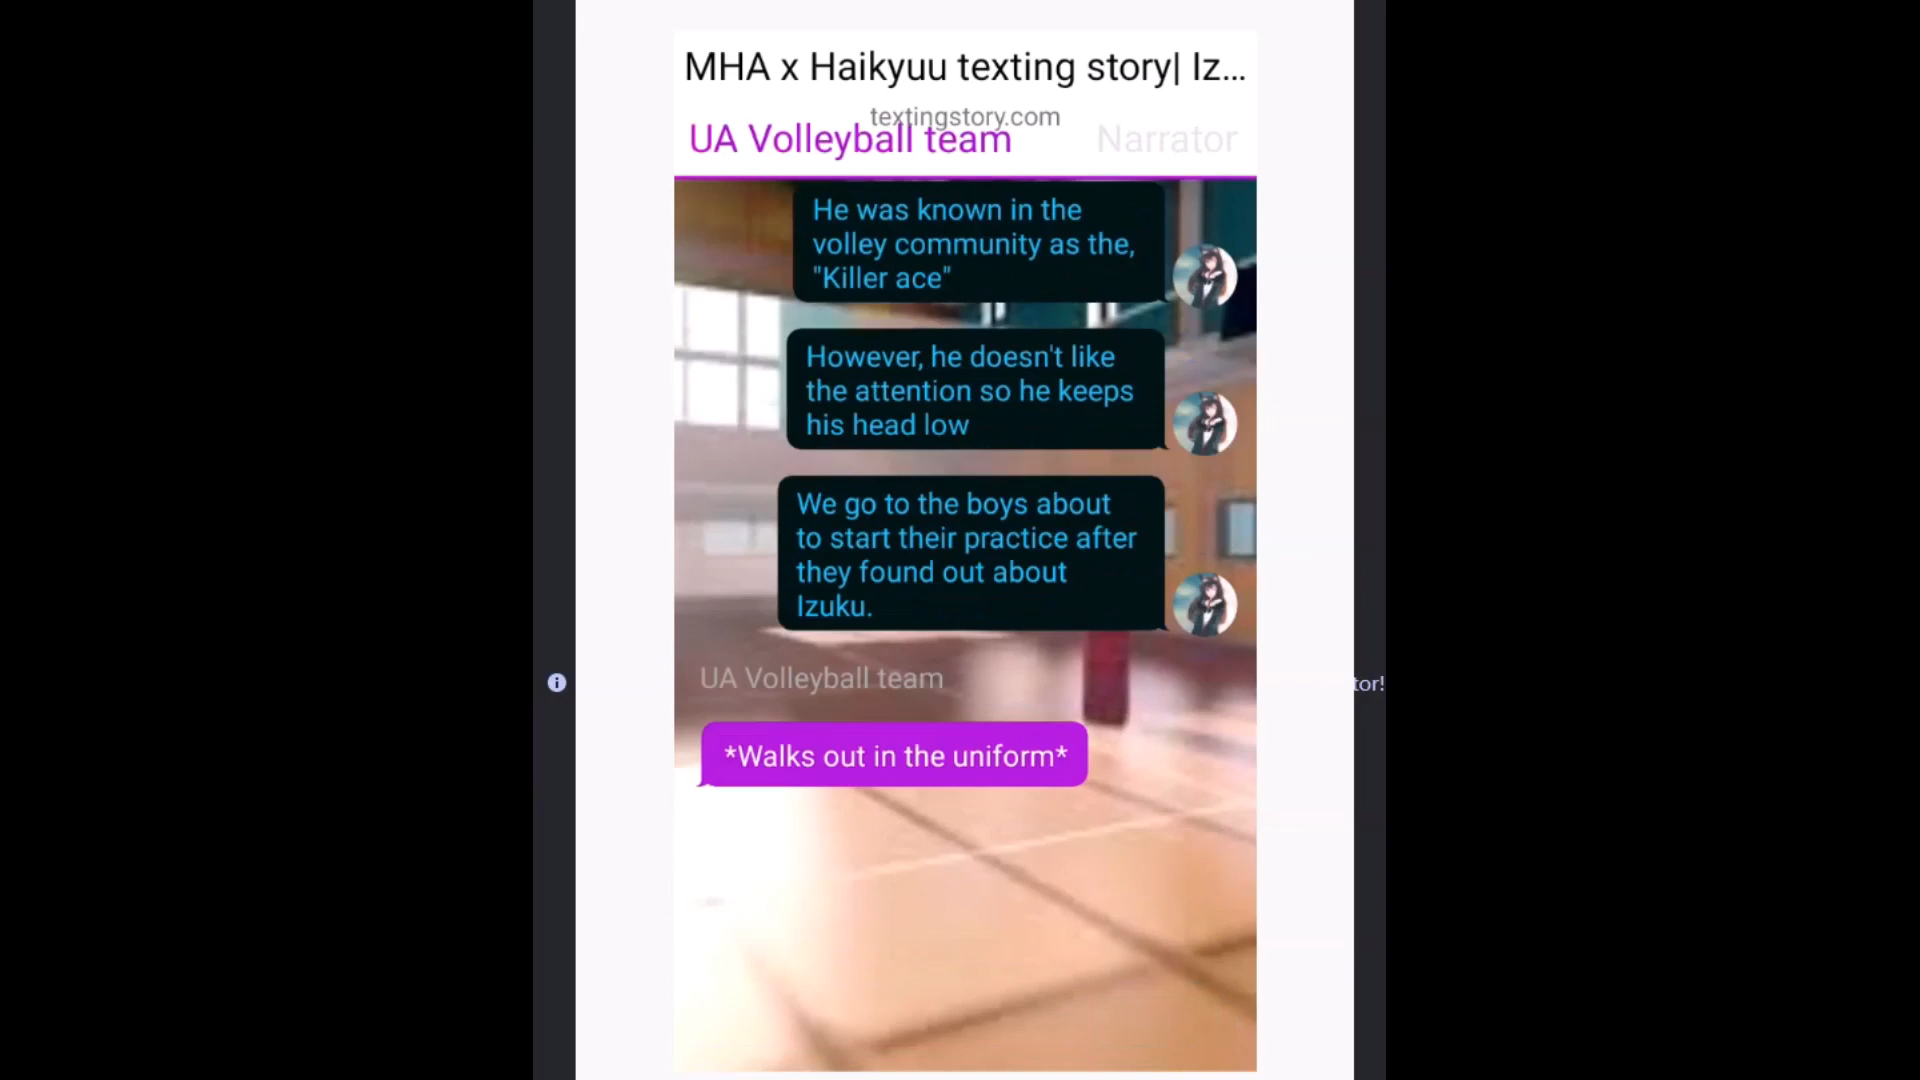 MHA x Haikyuu texting story| Iz...
textingstory.com
UA Volleyball team
Narrator
He was known in the
volley community as the,
"Killer ace"
However, he doesn't like
the attention so he keeps
his head low
We go to the boys about
to start their practice after
they found out about
Izuku.
UA Volleyball team
tor!
*Walks out in the uniform*